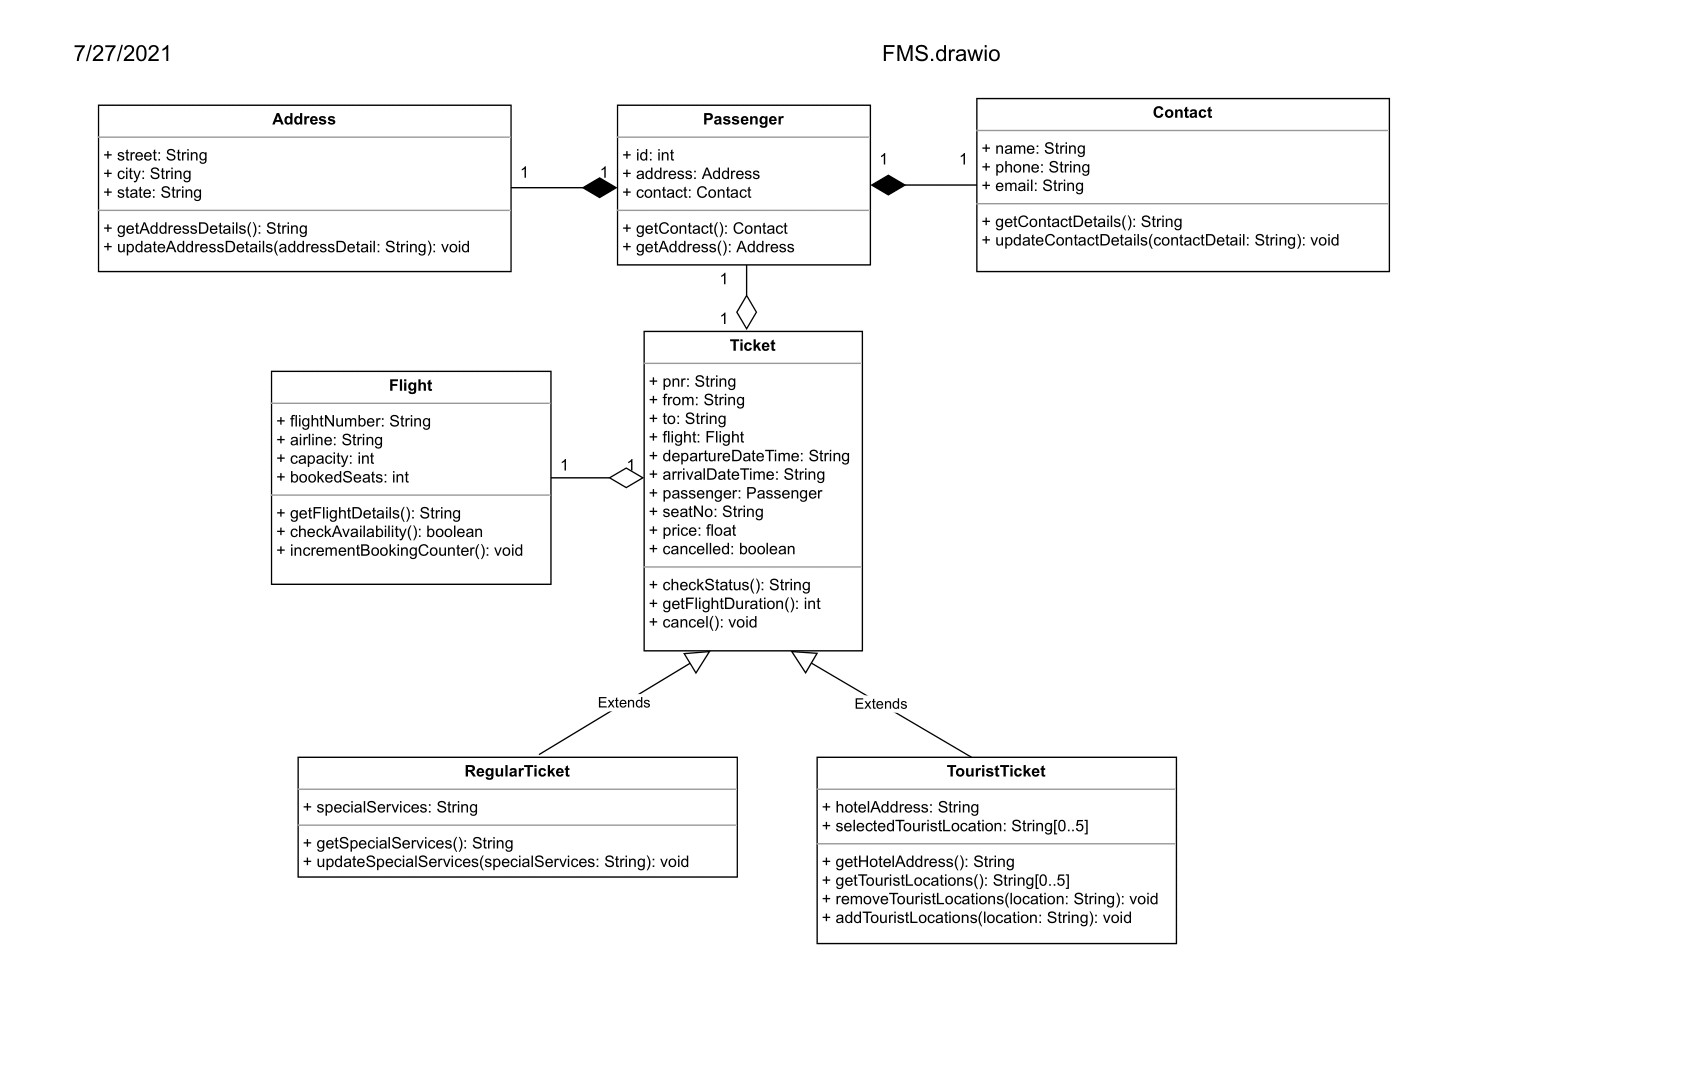 7/27/2021
FMS.drawio
Address
+ street: String
+ city: String
+ state: String
+ getAddressDetails(): String
+ updateAddressDetails(addressDetail: String): void
1
1
Passenger
+ id: int
+ address: Address
+ contact: Contact
+ getContact(): Contact
+ getAddress(): Address
1
1
Contact
+ name: String
+ phone: String
+ email: String
+ getContactDetails(): String
+ updateContactDetails(contactDetail: String): void
1
1
Flight
+ flightNumber: String
+ airline: String
+ capacity: int
+ bookedSeats: int
+ getFlightDetails(): String
+ checkAvailability(): boolean
+ incrementBookingCounter(): void
1
1
Ticket
+ pnr: String
+ from: String
+ to: String
+ flight: Flight
+ departureDateTime: String
+ arrivalDateTime: String
+ passenger: Passenger
+ seatNo: String
+ price: float
+ cancelled: boolean
+ checkStatus(): String
+ getFlightDuration(): int
+ cancel(): void
Extends
Extends
RegularTicket
+ specialServices: String
+ getSpecialServices(): String
+ updateSpecialServices(specialServices: String): void
TouristTicket
+ hotelAddress: String
+ selectedTouristLocation: String[0..5]
+ getHotelAddress(): String
+ getTouristLocations(): String[0..5]
+ removeTouristLocations(location: String): void
+ addTouristLocations(location: String): void